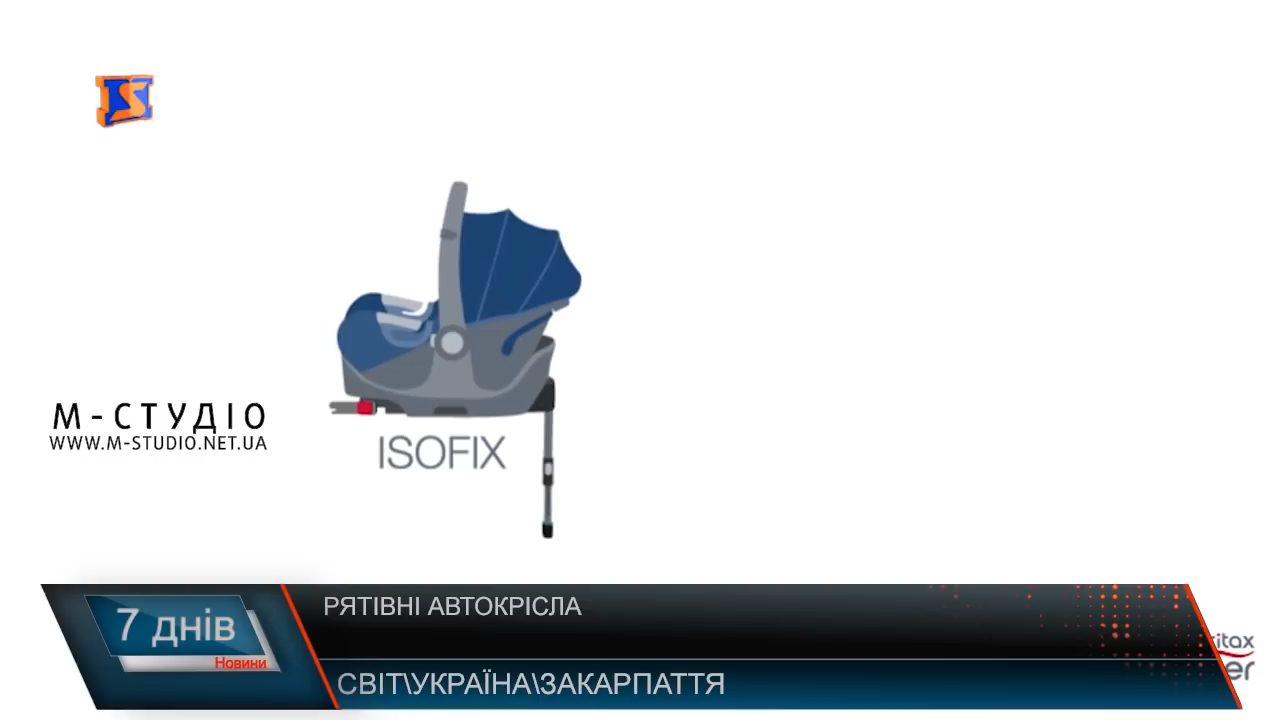 М-СТУДІО
WWW.M-STUDIO.NET.UA
ISOFIX
7 днів
Новини
РЯТІВНІ АВТОКРІСЛА
СВІТ\УКРАЇНА\ЗАКАРПАТТЯ